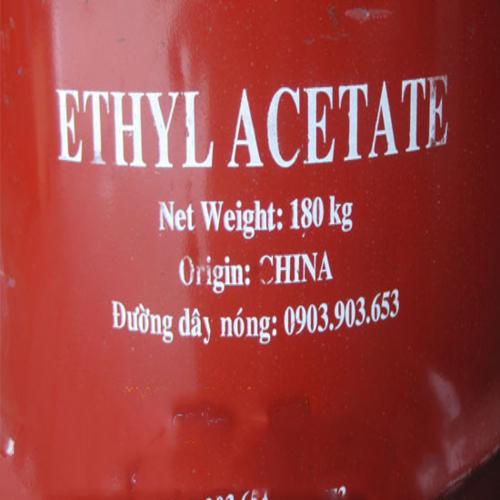 ETHYL ACETATE
Net Weight: 180 kg
Origin: CHINA
Đường dây nóng: 0903.903.653